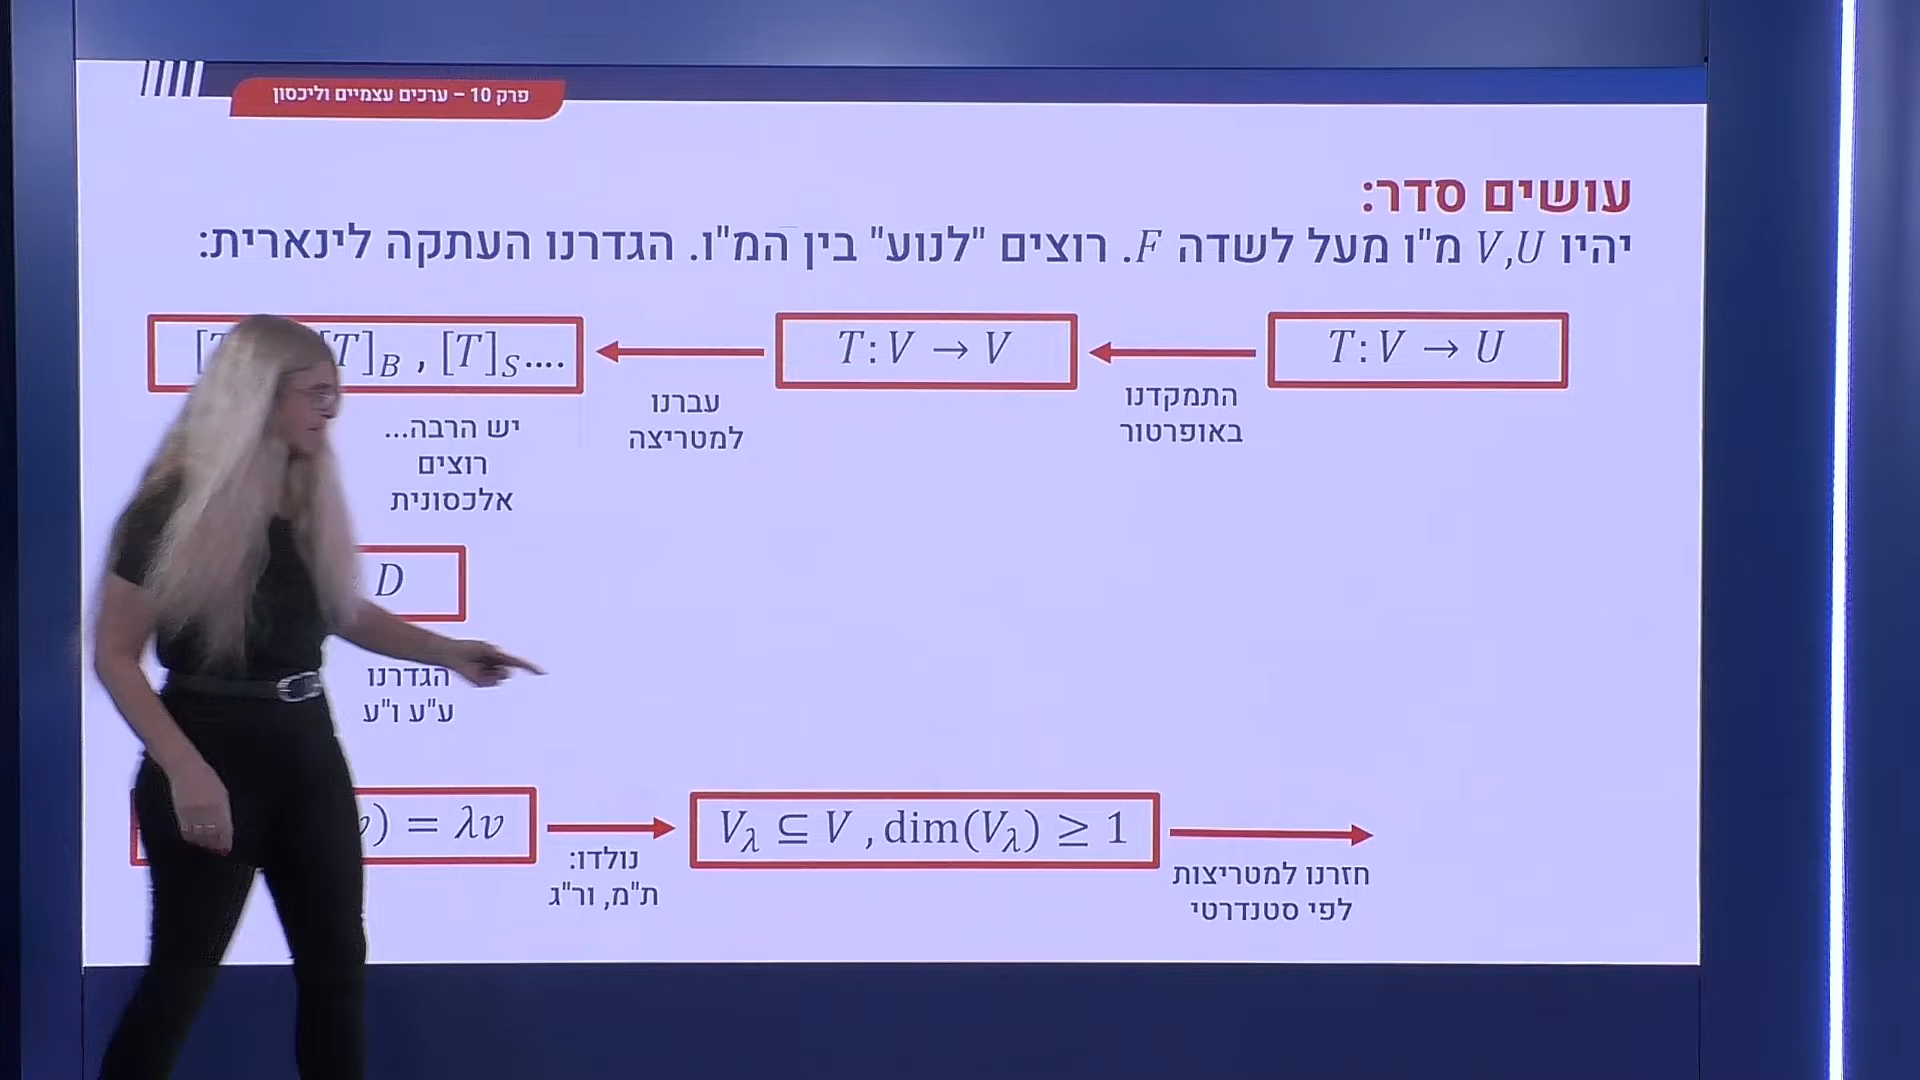 פרק 10 – ערכים עצמיים וליכסון
עושים סדר:
יהיו V,U מ"ו מעל לשדה F. רוצים "לנוע" בין המ"ו. הגדרנו העתקה לינארית:
T:V → U
התמקדנו
באופרטור
T:V → V
עברנו
למטריצה
[T]_B , [T]_S....
יש הרבה...
רוצים
אלכסונית
D
הגדרנו
ע"ע ו"ע
) = λv
נולדו:
ת"מ, ור"ג
V_λ ⊆ V , dim(V_λ) ≥ 1
חזרנו למטריצות
לפי סטנדרטי